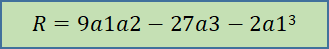 R = 9a1a2 − 27a3 − 2a1³